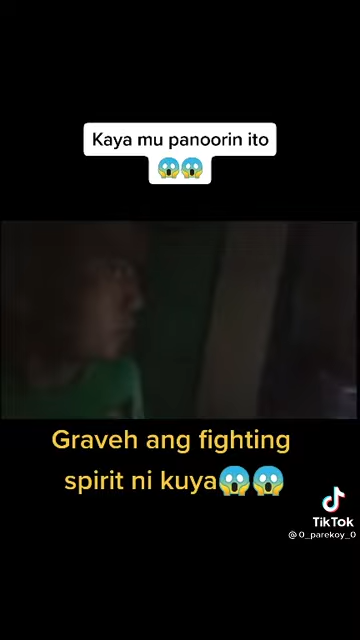 Kaya mu panoorin ito
😱😱
Graveh ang fighting
spirit ni kuya😱😱
TikTok
@0_parekoy_0